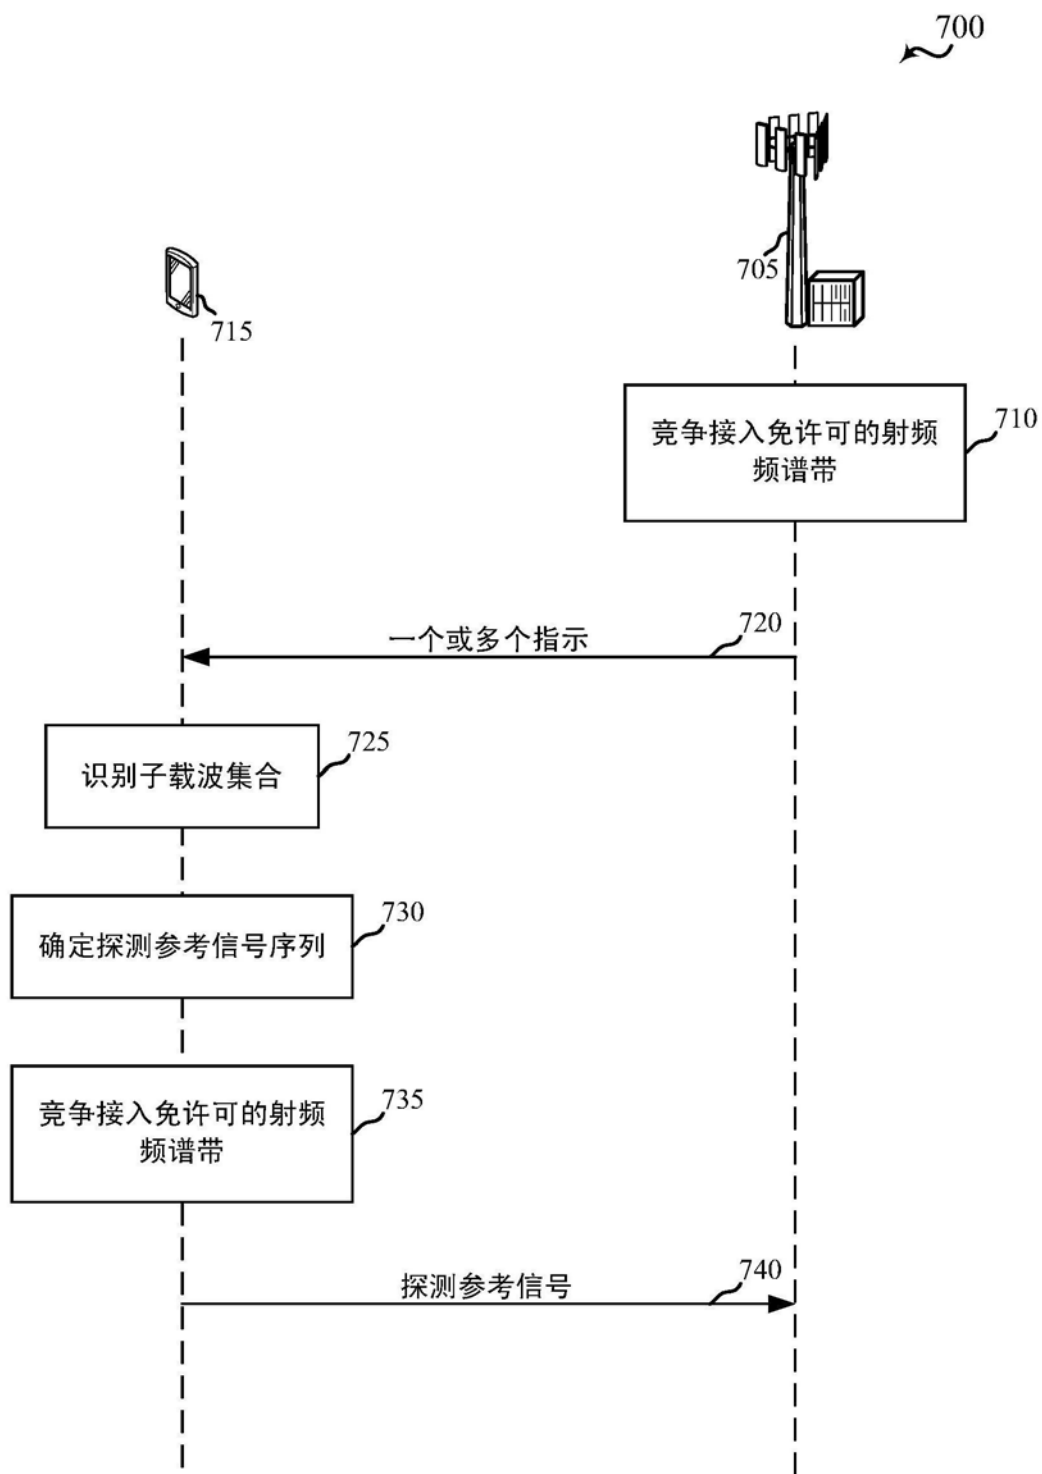 700
705
715
竞争接入免许可的射频
频谱带
710
一个或多个指示
720
识别子载波集合
725
确定探测参考信号序列
730
竞争接入免许可的射频
频谱带
735
探测参考信号
740